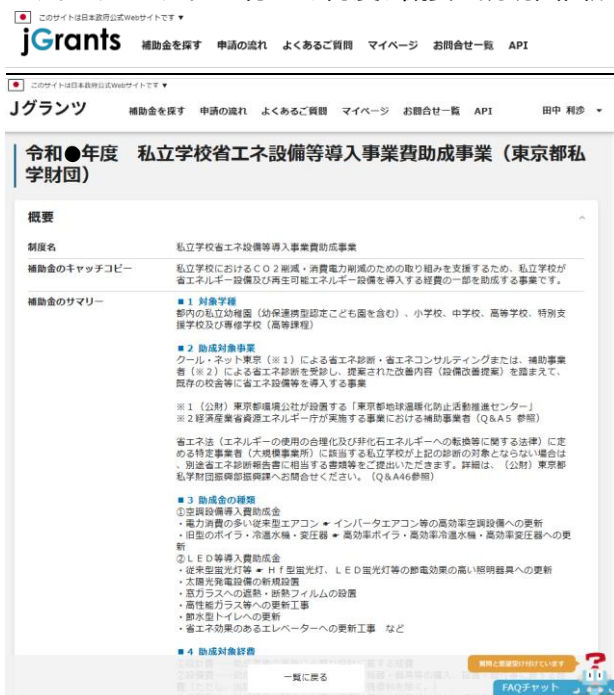 このサイトは日本政府公式Webサイトです ▼
jGrants 補助金を探す 申請の流れ よくあるご質問 マイページ お問合せ一覧 API
このサイトは日本政府公式Webサイトです ▼
Jグランツ 補助金を探す 申請の流れ よくあるご質問 マイページ お問合せ一覧 API 田中 利渉
令和●年度 私立学校省エネ設備等導入事業費助成事業（東京都私
学財団）
概要
制度名 私立学校省エネ設備等導入事業費助成事業
補助金のキャッチコピー 私立学校におけるＣＯ２削減・消費電力削減のための取り組みを支援するため、私立学校が
省エネルギー設備及び再生可能エネルギー設備を導入する経費の一部を助成する事業です。
補助金のサマリー ■１ 対象学種
都内の私立幼稚園（幼保連携型認定こども園を含む）、小学校、中学校、高等学校、特別支
援学校及び専修学校（高等課程）
■２ 助成対象事業
クール・ネット東京（※１）による省エネ診断・省エネコンサルティングまたは、補助事業
者（※２）による省エネ診断を受診し、提案された改善内容（設備改善提案）を踏まえて、
既存の校舎等に省エネ設備等を導入する事業
※１（公財）東京都環境公社が設置する「東京都地球温暖化防止活動推進センター」
※２経済産業省資源エネルギー庁が実施する事業における補助事業者（Ｑ＆Ａ５ 参照）
省エネ法（エネルギーの使用の合理化及び非化石エネルギーへの転換等に関する法律）に定
める特定事業者（大規模事業所）に該当する私立学校が上記の診断の対象とならない場合は
、別途省エネ診断報告書に相当する書類等をご提出いただきます。詳細は、（公財）東京都
私学財団振興部振興課へお問合せください。（Ｑ＆Ａ46参照）
■３ 助成金の種類
①空調設備導入費助成金
・電力消費の多い従来型エアコン ☛ インバータエアコン等の高効率空調設備への更新
・旧型のボイラ・冷温水機・変圧器 ☛ 高効率ボイラ・高効率冷温水機・高効率変圧器への更
新
②ＬＥＤ等導入費助成金
・従来型蛍光灯等 ☛ Ｈｆ型蛍光灯、ＬＥＤ蛍光灯等の節電効果の高い照明器具への更新
・太陽光発電設備の新規設置
・窓ガラスへの遮熱・断熱フィルムの設置
・高性能ガラス等への更新工事
・節水型トイレへの更新
・省エネ効果のあるエレベーターへの更新工事 など
■４ 助成対象経費
一覧に戻る
質問と要望受け付けています
FAQチャット